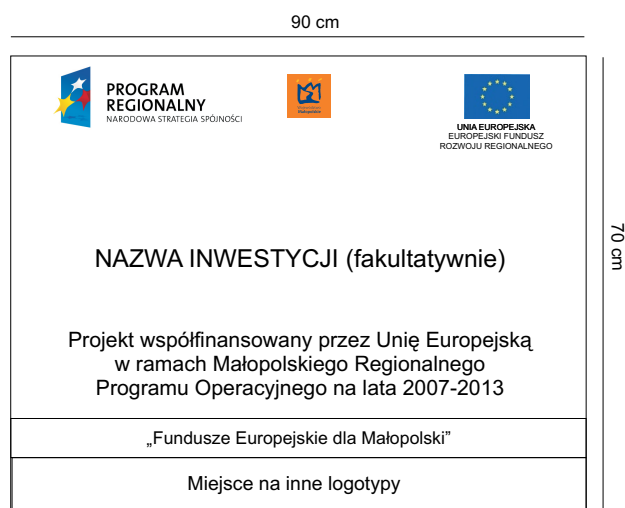 90 cm
PROGRAM
REGIONALNY
NARODOWA STRATEGIA SPÓJNOŚCI
Małopolskie
UNIA EUROPEJSKA
EUROPEJSKI FUNDUSZ
ROZWOJU REGIONALNEGO
70 cm
NAZWA INWESTYCJI (fakultatywnie)
Projekt współfinansowany przez Unię Europejską
w ramach Małopolskiego Regionalnego
Programu Operacyjnego na lata 2007-2013
„Fundusze Europejskie dla Małopolski”
Miejsce na inne logotypy